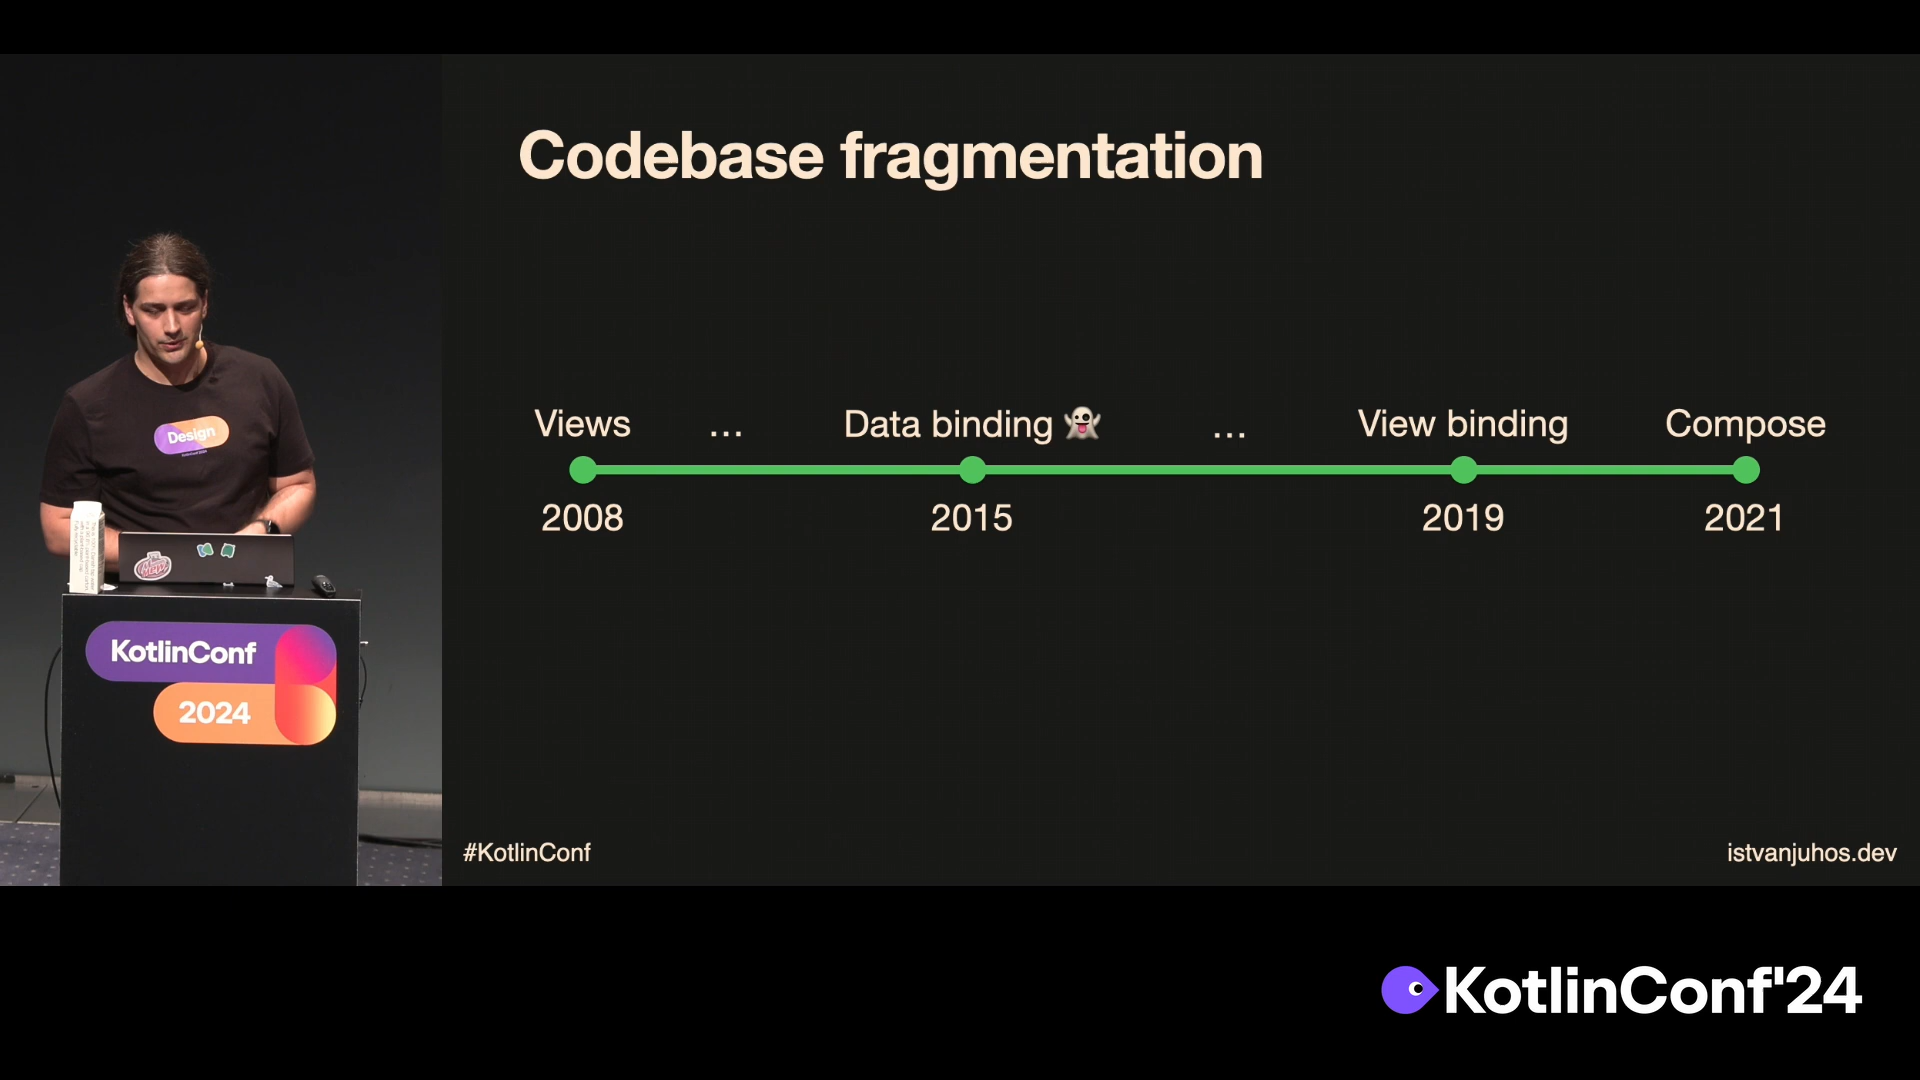 Codebase fragmentation
Views ... Data binding 👻 ... View binding Compose
2008 2015 2019 2021
#KotlinConf
istvanjuhos.dev
Design
KotlinConf
2024
KotlinConf'24